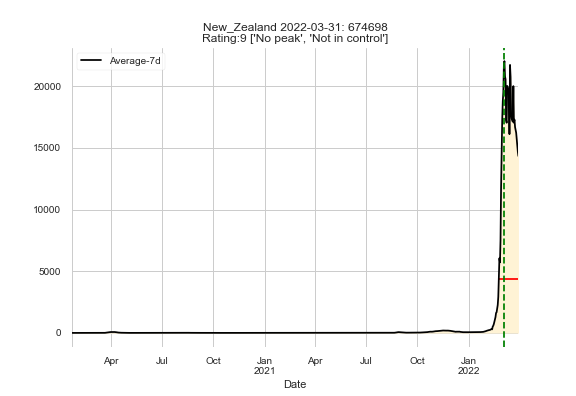 New_Zealand 2022-03-31: 674698
Rating:9 ['No peak', 'Not in control']
Average-7d
20000
15000
10000
5000
0
Apr Jul Oct Jan Apr Jul Oct Jan
2021 2022
Date